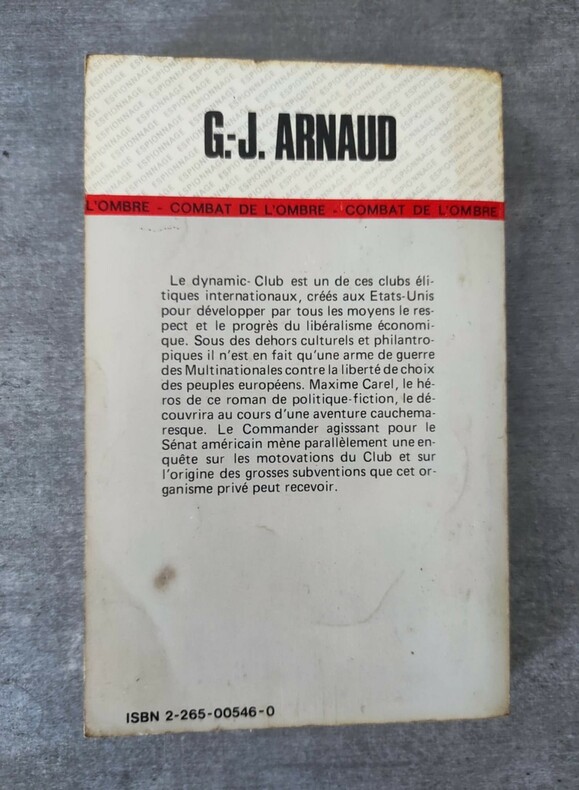 G.-J. ARNAUD
L'OMBRE - COMBAT DE L'OMBRE - COMBAT DE L'OMBRE
Le dynamic-Club est un de ces clubs éli-
tiques internationaux, créés aux Etats-Unis
pour développer par tous les moyens le res-
pect et le progrès du libéralisme économi-
que. Sous des dehors culturels et philantro-
piques il n'est en fait qu'une arme de guerre
des Multinationales contre la liberté de choix
des peuples européens. Maxime Carel, le hé-
ros de ce roman de politique-fiction, le dé-
couvrira au cours d'une aventure cauchema-
resque. Le Commander agisssant pour le
Sénat américain mène parallèlement une en-
quête sur les motovations du Club et sur
l'origine des grosses subventions que cet or-
ganisme privé peut recevoir.
ISBN 2-265-00546-0